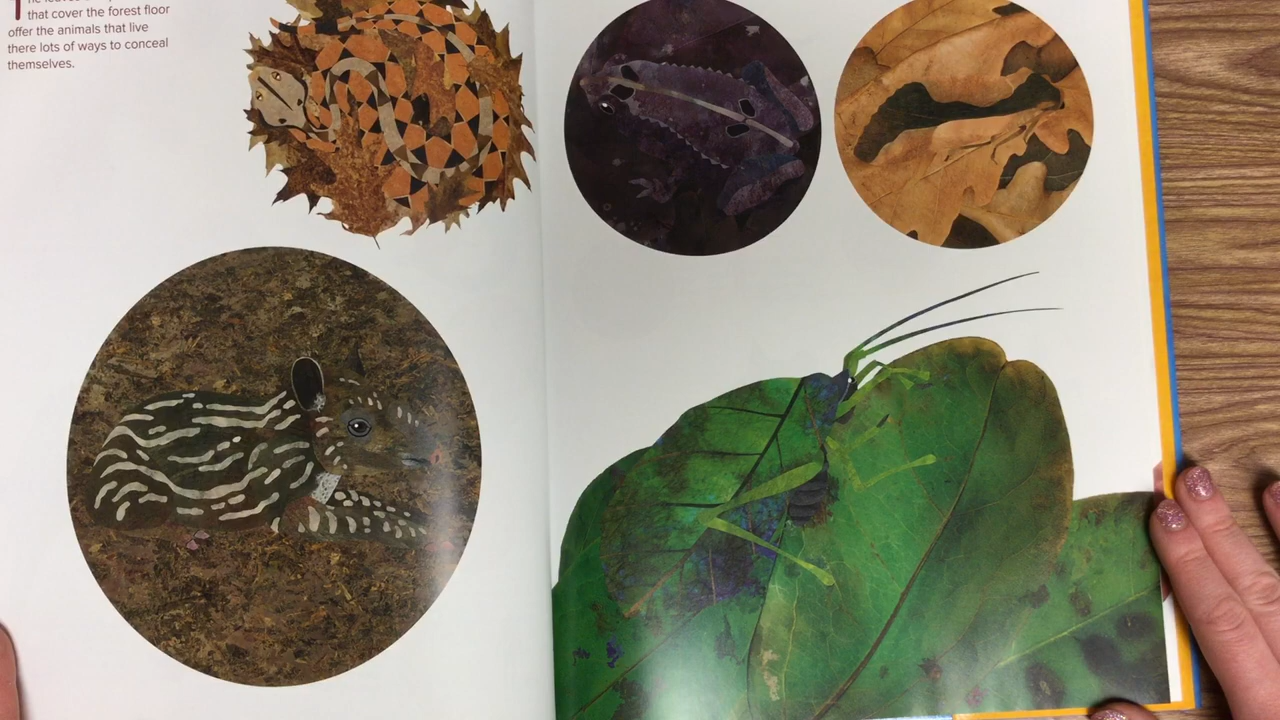 that cover the forest floor
offer the animals that live
there lots of ways to conceal
themselves.